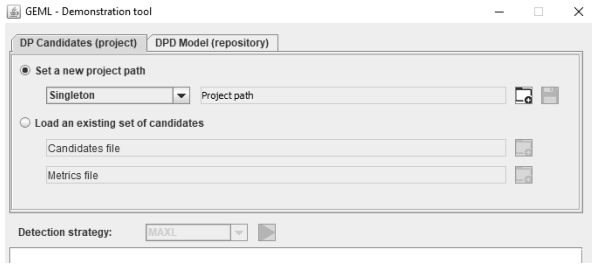 GEML - Demonstration tool
DP Candidates (project) DPD Model (repository)
Set a new project path
Singleton Project path
Load an existing set of candidates
Candidates file
Metrics file
Detection strategy: MAXL